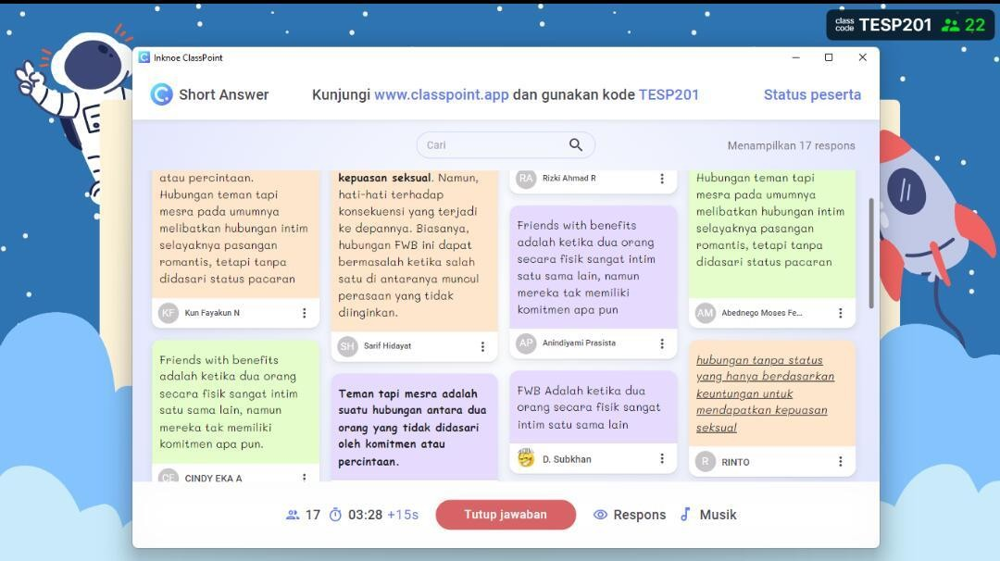 class
code TESP201 22
Inknoe ClassPoint
Short Answer
Kunjungi www.classpoint.app dan gunakan kode TESP201
Status peserta
Cari
Menampilkan 17 respons
atau percintaan.
Hubungan teman tapi
mesra pada umumnya
melibatkan hubungan intim
selayaknya pasangan
romantis, tetapi tanpa
didasari status pacaran
KF Kun Fayakun N
Friends with benefits
adalah ketika dua orang
secara fisik sangat intim
satu sama lain, namun
mereka tak memiliki
komitmen apa pun.
CE CINDY EKA A
kepuasan seksual. Namun,
hati-hati terhadap
konsekuensi yang terjadi
ke depannya. Biasanya,
hubungan FWB ini dapat
bermasalah ketika salah
satu di antaranya muncul
perasaan yang tidak
diinginkan.
SH Sarif Hidayat
Teman tapi mesra adalah
suatu hubungan antara dua
orang yang tidak didasari
oleh komitmen atau
percintaan.
RA Rizki Ahmad R
Friends with benefits
adalah ketika dua orang
secara fisik sangat intim
satu sama lain, namun
mereka tak memiliki
komitmen apa pun
AP Anindiyami Prasista
FWB Adalah ketika dua
orang secara fisik sangat
intim satu sama lain
D. Subkhan
Hubungan teman tapi
mesra pada umumnya
melibatkan hubungan intim
selayaknya pasangan
romantis, tetapi tanpa
didasari status pacaran
AM Abednego Moses Fe...
hubungan tanpa status
yang hanya berdasarkan
keuntungan untuk
mendapatkan kepuasan
seksual
R RINTO
17 03:28 +15s
Tutup jawaban
Respons
Musik